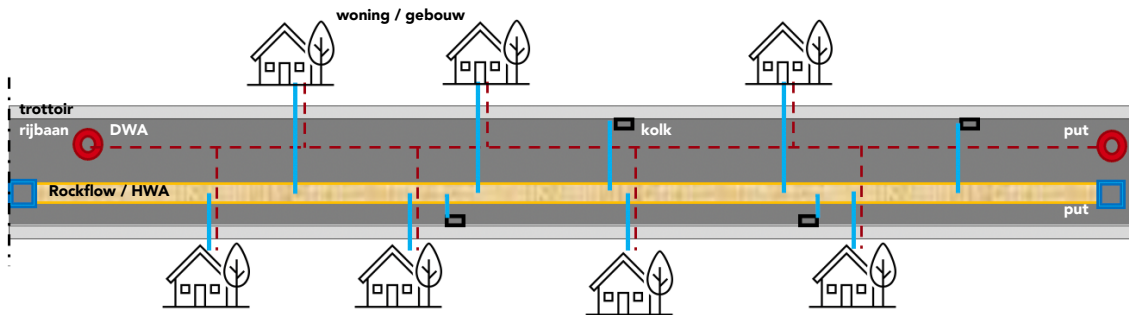 woning / gebouw
trottoir
rijbaan
DWA
kolk
put
Rockflow / HWA
put